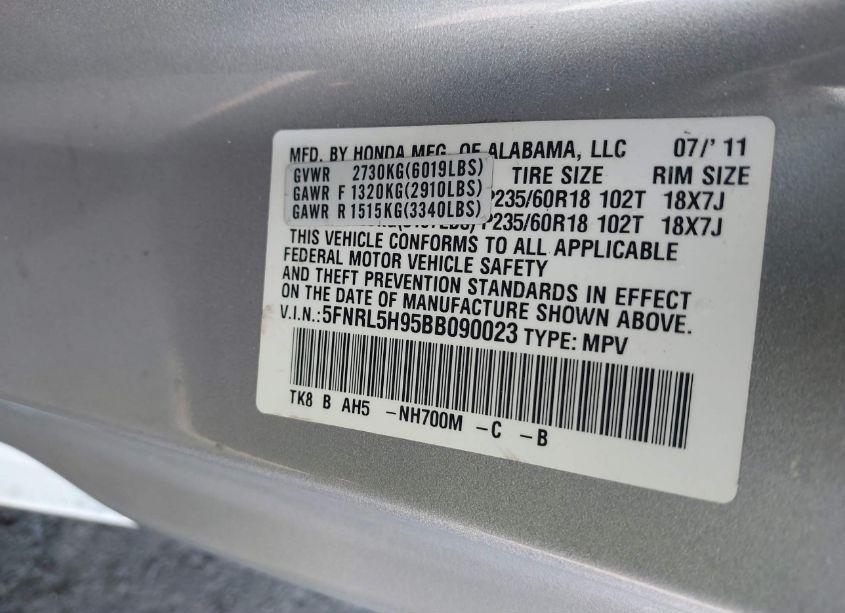 MFD. BY HONDA MFG. OF ALABAMA, LLC 07/' 11
GVWR 2730KG(6019LBS) TIRE SIZE RIM SIZE
GAWR F 1320KG(2910LBS) P235/60R18 102T 18X7J
GAWR R 1515KG(3340LBS) P235/60R18 102T 18X7J
THIS VEHICLE CONFORMS TO ALL APPLICABLE
FEDERAL MOTOR VEHICLE SAFETY
AND THEFT PREVENTION STANDARDS IN EFFECT
ON THE DATE OF MANUFACTURE SHOWN ABOVE.
V.I.N.:5FNRL5H95BB090023 TYPE: MPV
TK8 B AH5 -NH700M -C -B